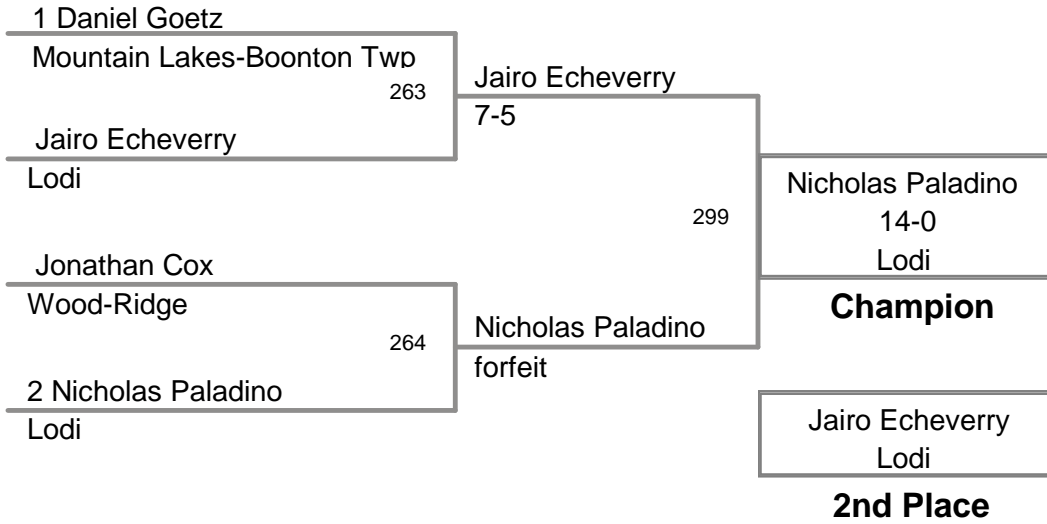 1 Daniel Goetz
Mountain Lakes-Boonton Twp
263
Jairo Echeverry
7-5
Jairo Echeverry
Lodi
299
Nicholas Paladino
14-0
Lodi
Champion
Jonathan Cox
Wood-Ridge
264
Nicholas Paladino
forfeit
2 Nicholas Paladino
Lodi
Jairo Echeverry
Lodi
2nd Place